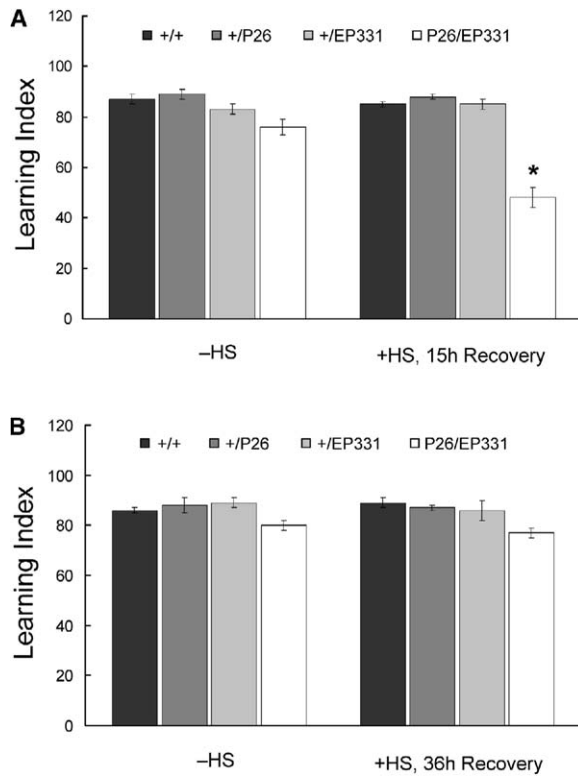 A
+/+ +/P26 +/EP331 P26/EP331
Learning Index
120
100
80
60
40
20
0
*
–HS +HS, 15h Recovery
B
+/+ +/P26 +/EP331 P26/EP331
Learning Index
120
100
80
60
40
20
0
–HS +HS, 36h Recovery